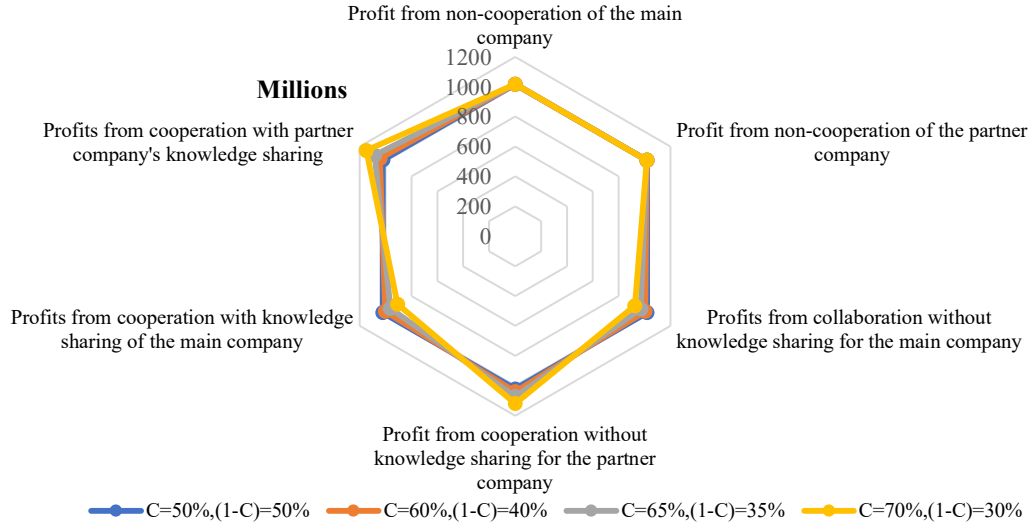 Profit from non-cooperation of the main
company
1200
1000
800
600
400
200
0
Millions
Profits from cooperation with partner
company's knowledge sharing
Profit from non-cooperation of the partner
company
Profits from cooperation with knowledge
sharing of the main company
Profits from collaboration without
knowledge sharing for the main company
Profit from cooperation without
knowledge sharing for the partner
company
C=50%,(1-C)=50%
C=60%,(1-C)=40%
C=65%,(1-C)=35%
C=70%,(1-C)=30%